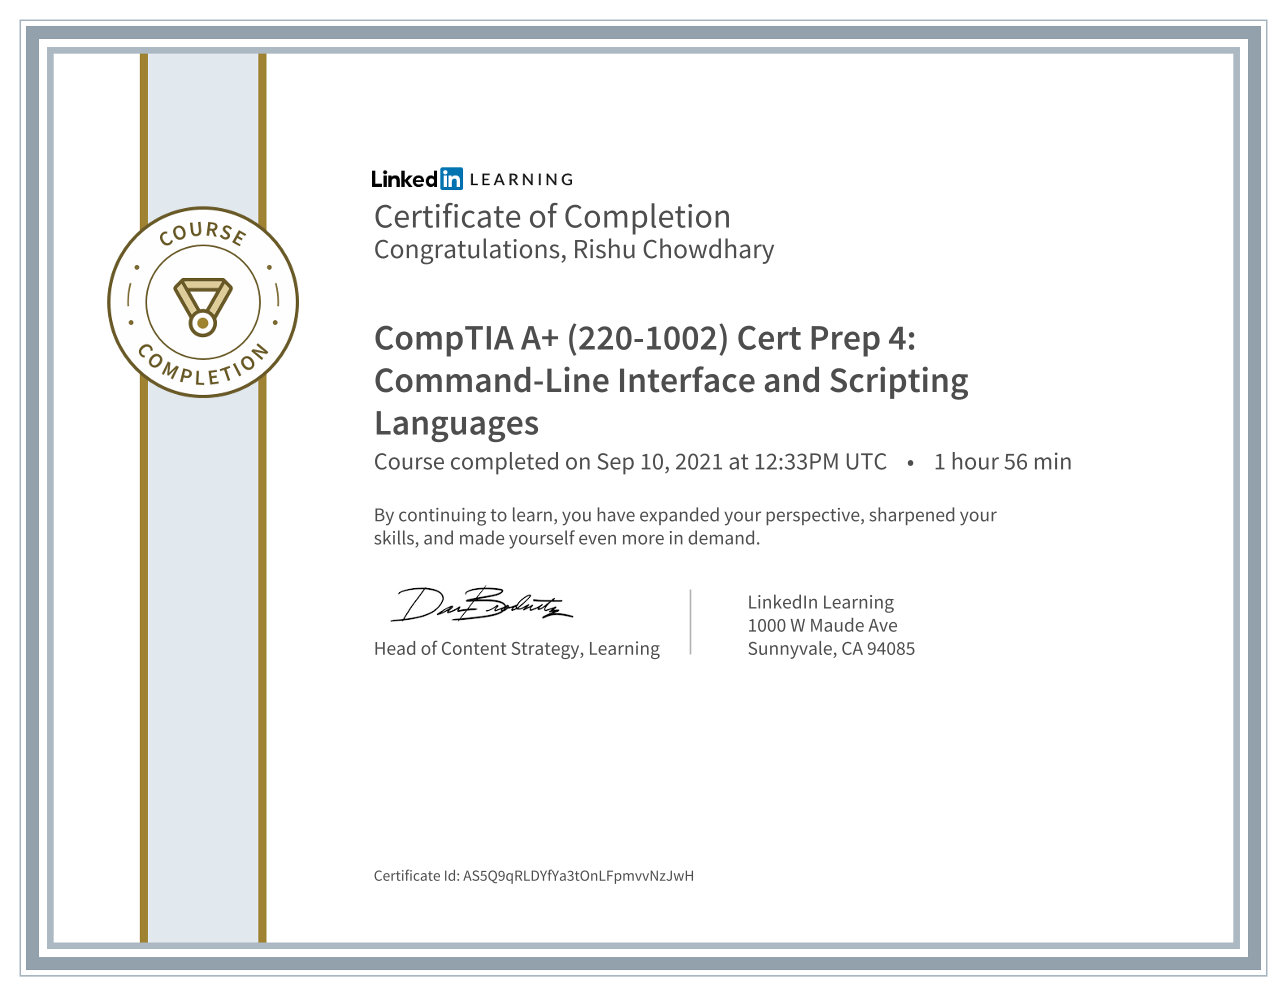 LinkedIn LEARNING
Certificate of Completion
Congratulations, Rishu Chowdhary
COURSE
COMPLETION
CompTIA A+ (220-1002) Cert Prep 4:
Command-Line Interface and Scripting
Languages
Course completed on Sep 10, 2021 at 12:33PM UTC • 1 hour 56 min
By continuing to learn, you have expanded your perspective, sharpened your
skills, and made yourself even more in demand.
Dan Brodnitz
Head of Content Strategy, Learning
LinkedIn Learning
1000 W Maude Ave
Sunnyvale, CA 94085
Certificate Id: AS5Q9qRLDYfYa3tOnLFpmvvNzJwH